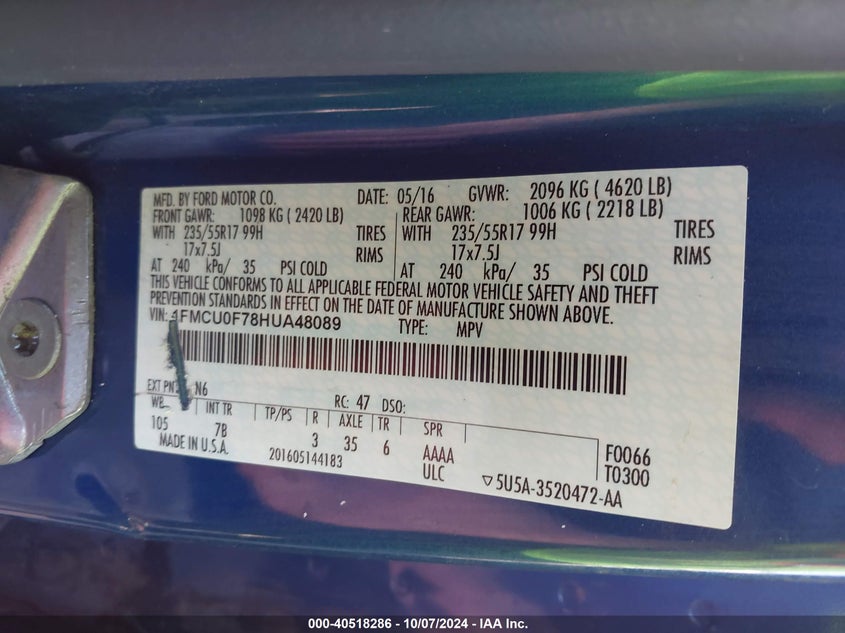 MFD. BY FORD MOTOR CO. DATE: 05/16 GVWR: 2096 KG ( 4620 LB)
FRONT GAWR: 1098 KG ( 2420 LB) REAR GAWR: 1006 KG ( 2218 LB)
WITH 235/55R17 99H TIRES WITH 235/55R17 99H TIRES
17x7.5J RIMS 17x7.5J RIMS
AT 240 kPa/ 35 PSI COLD AT 240 kPa/ 35 PSI COLD
THIS VEHICLE CONFORMS TO ALL APPLICABLE FEDERAL MOTOR VEHICLE SAFETY AND THEFT
PREVENTION STANDARDS IN EFFECT ON THE DATE OF MANUFACTURE SHOWN ABOVE.
VIN: 1FMCU0F78HUA48089 TYPE: MPV
EXT PNT: N6 RC: 47 DSO:
WB INT TR TP/PS R AXLE TR SPR
105 7B 3 35 6 AAAA F0066
MADE IN U.S.A. 201605144183 ULC T0300
▽5U5A-3520472-AA
000-40518286 - 10/07/2024 - IAA Inc.